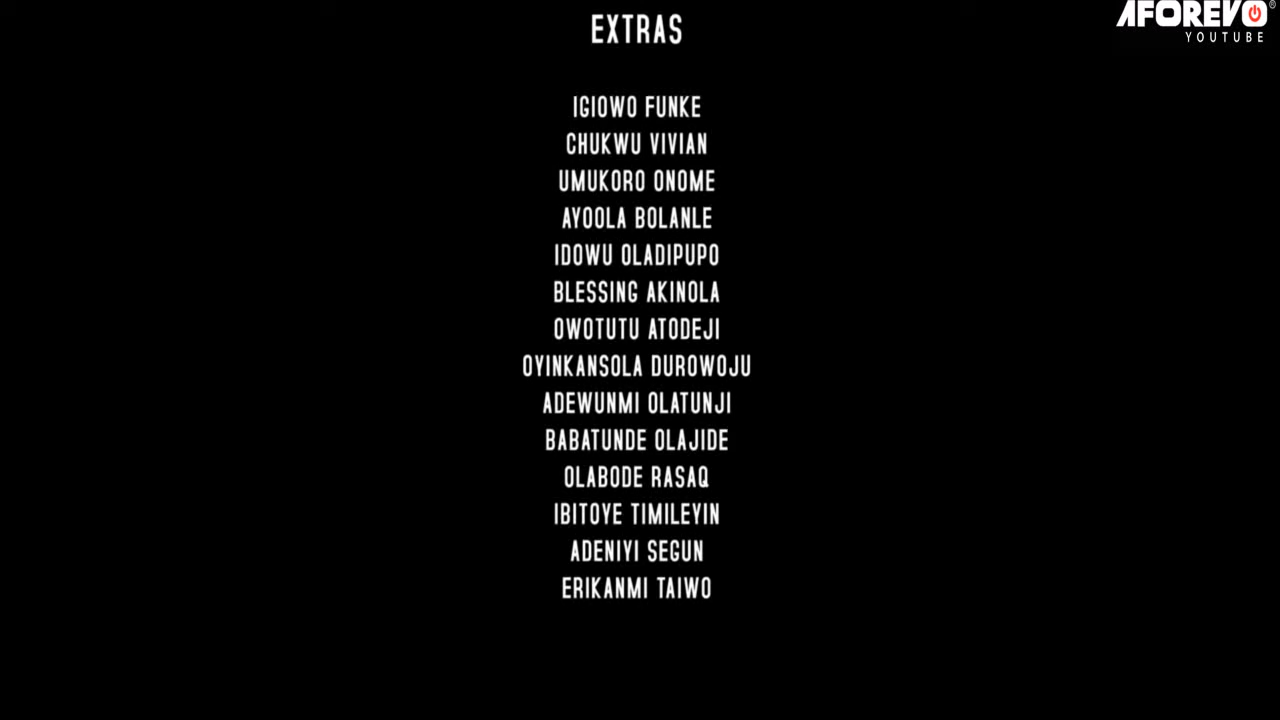 AFOREVO®
YOUTUBE
EXTRAS
IGIOWO FUNKE
CHUKWU VIVIAN
UMUKORO ONOME
AYOOLA BOLANLE
IDOWU OLADIPUPO
BLESSING AKINOLA
OWOTUTU ATODEJI
OYINKANSOLA DUROWOJU
ADEWUNMI OLATUNJI
BABATUNDE OLAJIDE
OLABODE RASAQ
IBITOYE TIMILEYIN
ADENIYI SEGUN
ERIKANMI TAIWO